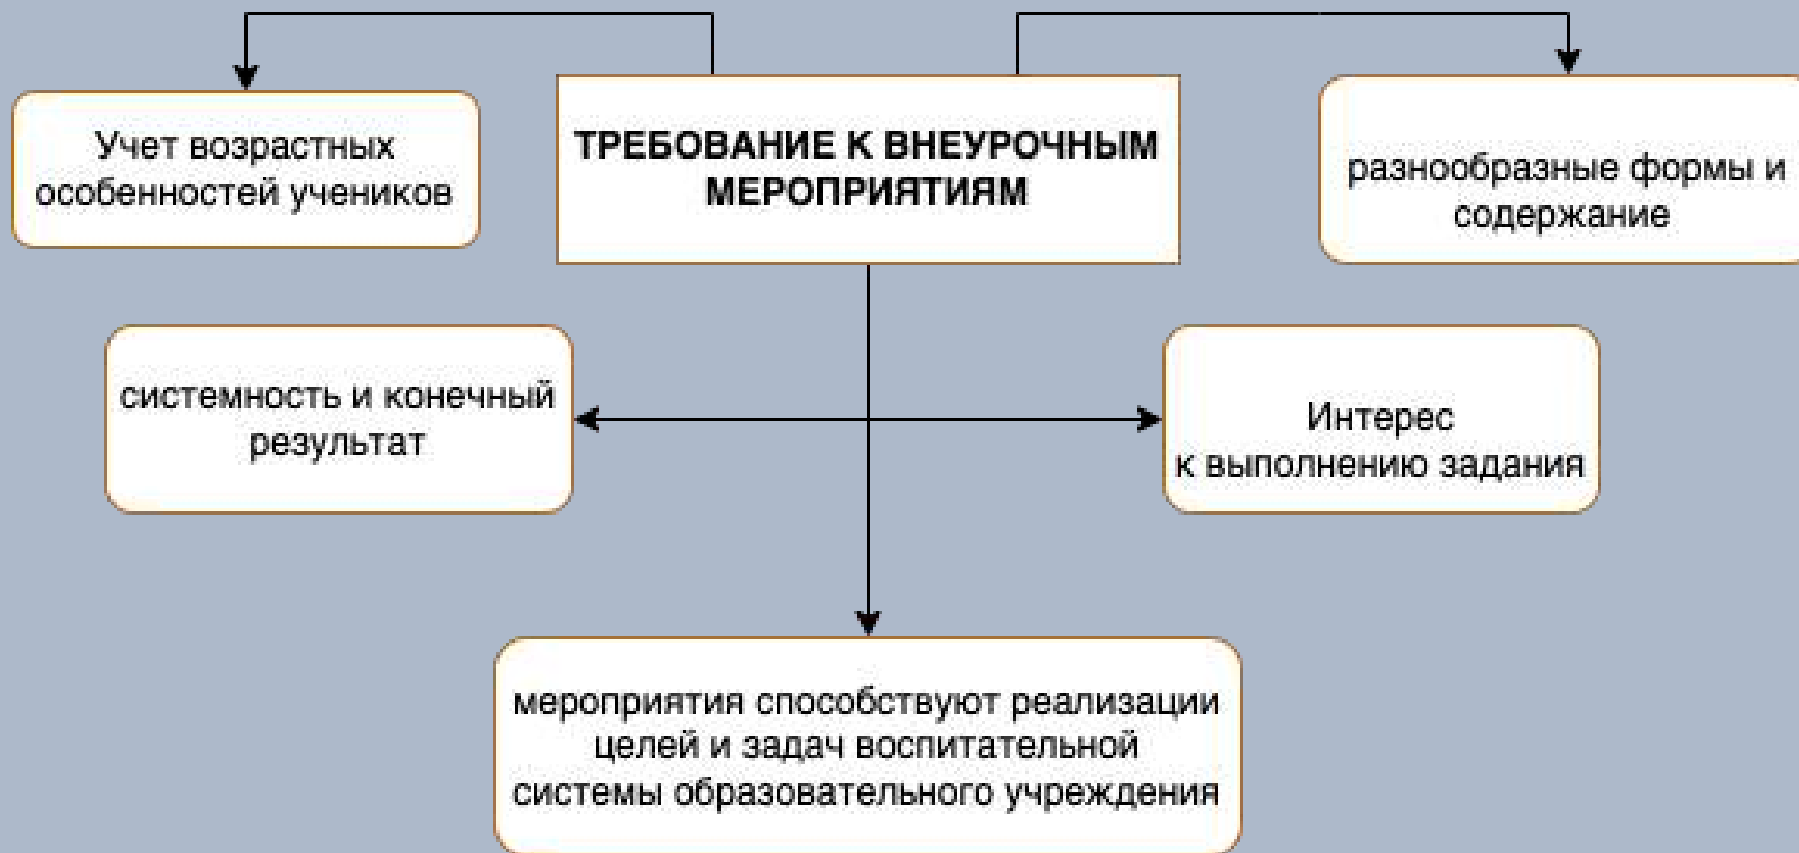 Учет возрастных
особенностей учеников
ТРЕБОВАНИЕ К ВНЕУРОЧНЫМ
МЕРОПРИЯТИЯМ
разнообразные формы и
содержание
системность и конечный
результат
Интерес
к выполнению задания
мероприятия способствуют реализации
целей и задач воспитательной
системы образовательного учреждения